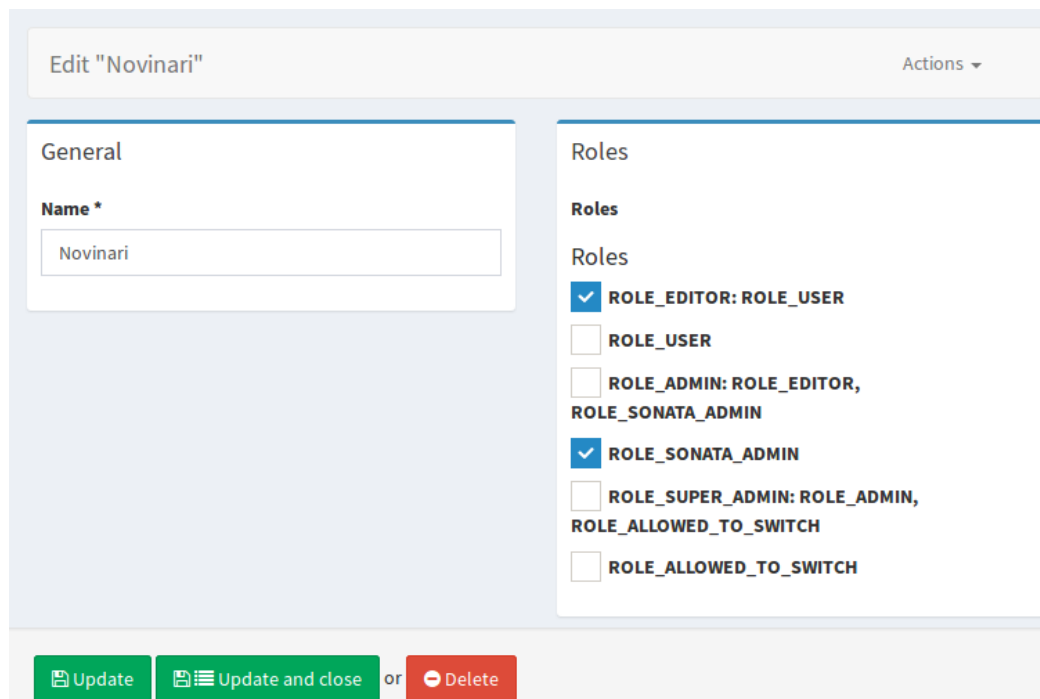 Edit "Novinari"
Actions
General
Name *
Novinari
Roles
Roles
Roles
ROLE_EDITOR: ROLE_USER
ROLE_USER
ROLE_ADMIN: ROLE_EDITOR,
ROLE_SONATA_ADMIN
ROLE_SONATA_ADMIN
ROLE_SUPER_ADMIN: ROLE_ADMIN,
ROLE_ALLOWED_TO_SWITCH
ROLE_ALLOWED_TO_SWITCH
Update Update and close or Delete